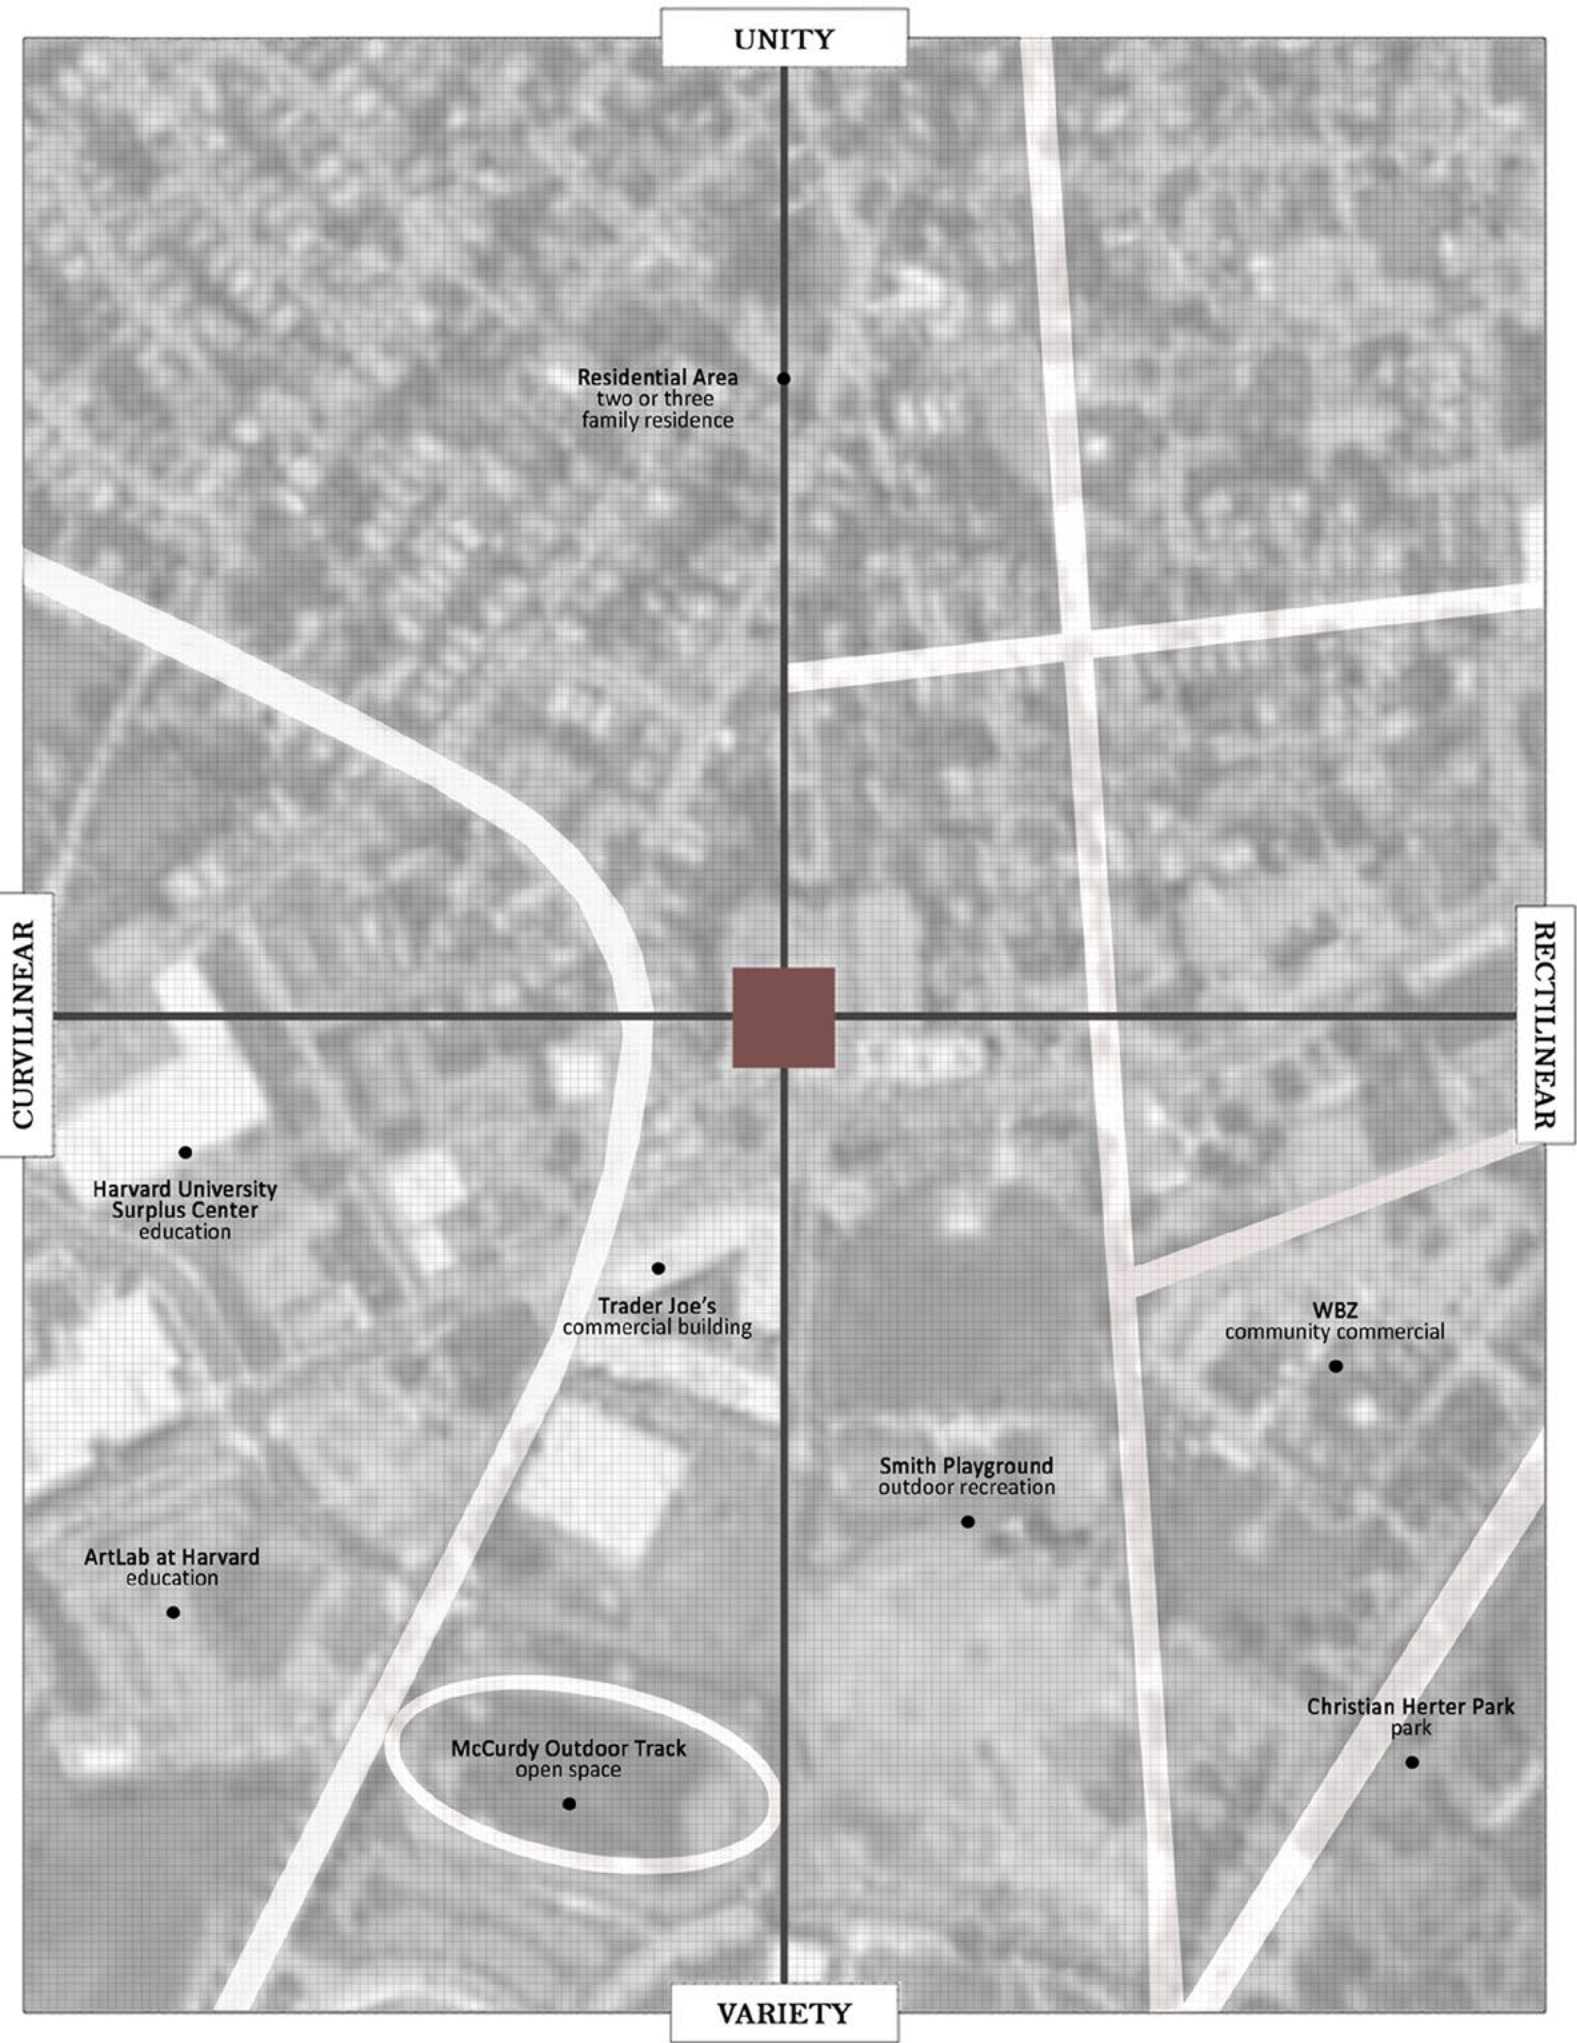 UNITY
Residential Area
two or three
family residence
CURVILINEAR
RECTILINEAR
Harvard University
Surplus Center
education
Trader Joe's
commercial building
WBZ
community commercial
Smith Playground
outdoor recreation
ArtLab at Harvard
education
Christian Herter Park
park
McCurdy Outdoor Track
open space
VARIETY